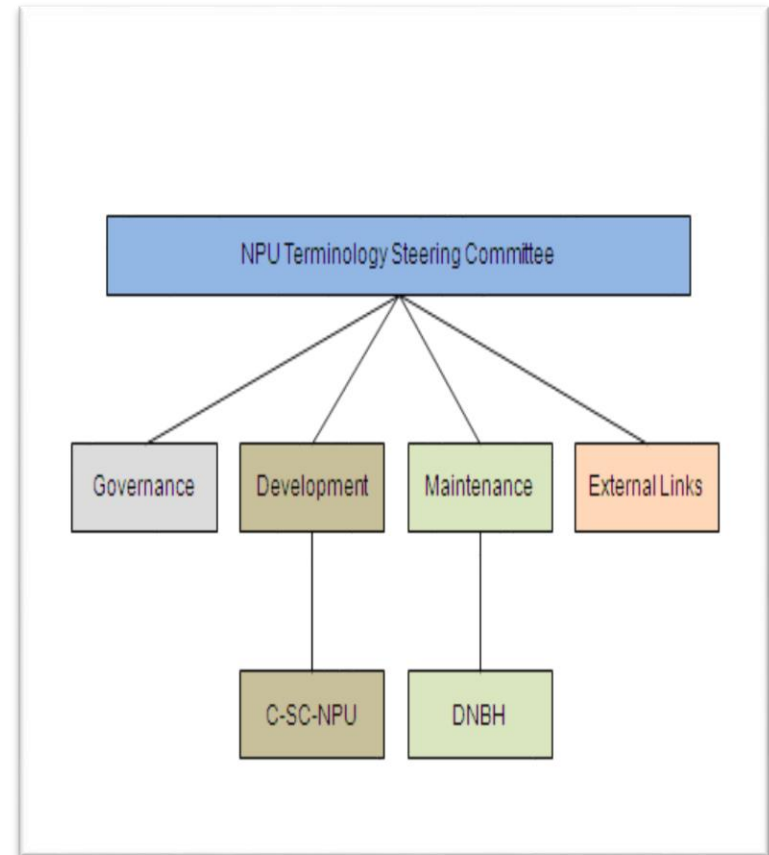 NPU Terminology Steering Committee
Governance
Development
Maintenance
External Links
C-SC-NPU
DNBH